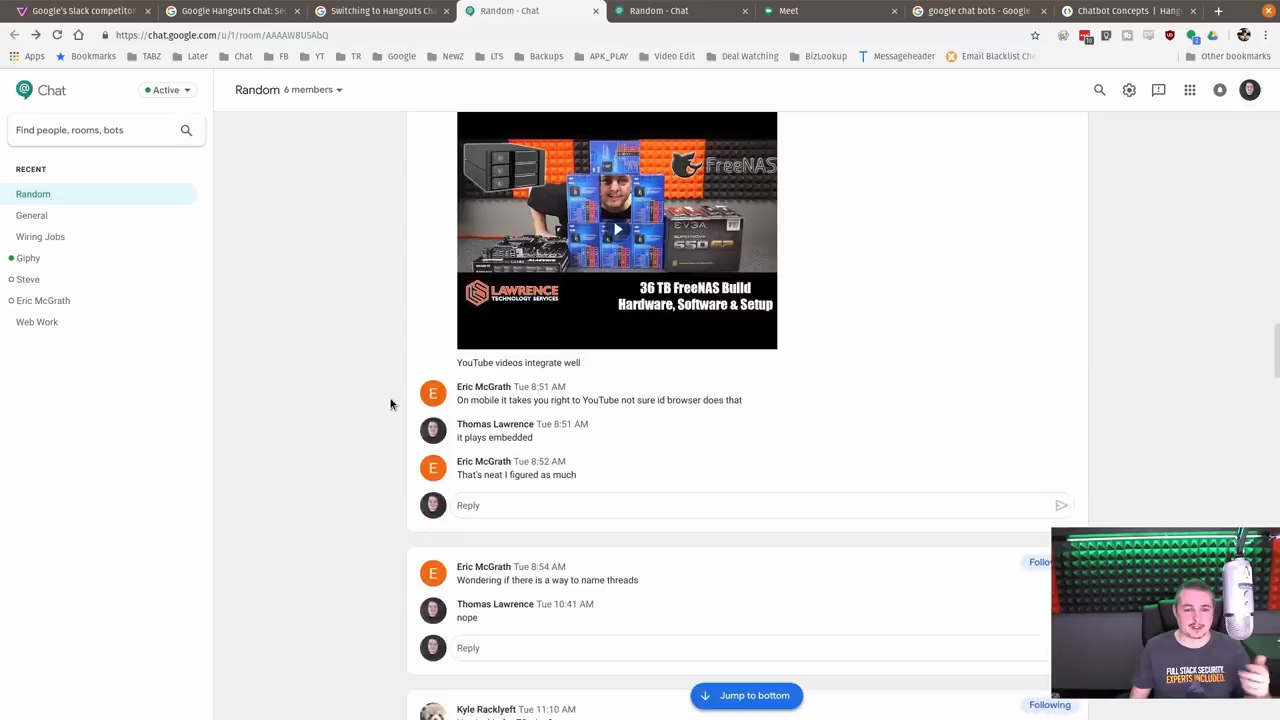 Google's Slack competitor
Google Hangouts Chat: Sec
Switching to Hangouts Cha
Random - Chat
Random - Chat
Meet
google chat bots - Google
Chatbot Concepts | Hang
https://chat.google.com/u/1/room/AAAAW8USAbQ
Apps
Bookmarks
TABZ
Later
Chat
FB
YT
TR
Google
NewZ
LTS
Backups
APK_PLAY
Video Edit
Deal Watching
BizLookup
Messageheader
Email Blacklist Che
Other bookmarks
Chat
Active
Random 6 members
Find people, rooms, bots
RECENT
Random
General
Wiring Jobs
Giphy
Steve
Eric McGrath
Web Work
FreeNAS
EVGA
SUPERNOVA
LAWRENCE
TECHNOLOGY SERVICES
36 TB FreeNAS Build
Hardware, Software & Setup
YouTube videos integrate well
E
Eric McGrath Tue 8:51 AM
On mobile it takes you right to YouTube not sure id browser does that
Thomas Lawrence Tue 8:51 AM
it plays embedded
E
Eric McGrath Tue 8:52 AM
That's neat I figured as much
Reply
E
Eric McGrath Tue 8:54 AM
Follo
Wondering if there is a way to name threads
Thomas Lawrence Tue 10:41 AM
nope
Reply
Jump to bottom
Kyle Racklyeft Tue 11:10 AM
Following
FULL STACK SECURITY.
EXPERTS INCLUDED.